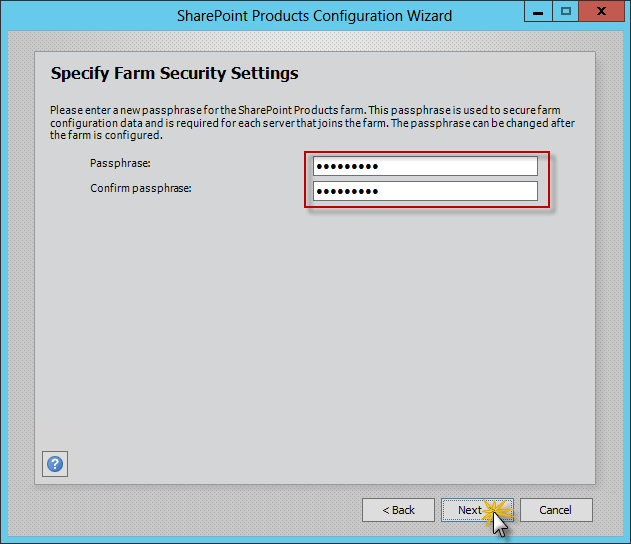 SharePoint Products Configuration Wizard
Specify Farm Security Settings
Please enter a new passphrase for the SharePoint Products farm. This passphrase is used to secure farm
configuration data and is required for each server that joins the farm. The passphrase can be changed after
the farm is configured.
Passphrase: •••••••••
Confirm passphrase: •••••••••
?
< Back Next > Cancel